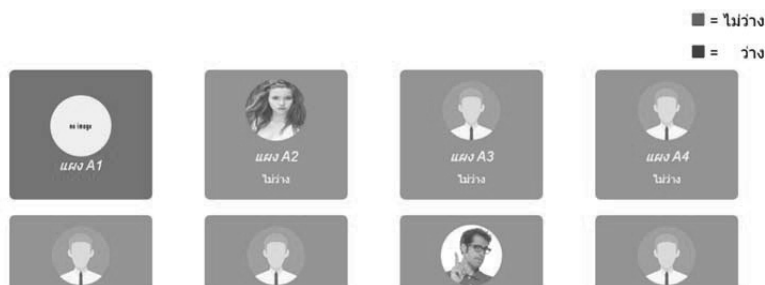 = ไม่ว่าง
= ว่าง
no image
แผง A1
แผง A2
ไม่ว่าง
แผง A3
ไม่ว่าง
แผง A4
ไม่ว่าง